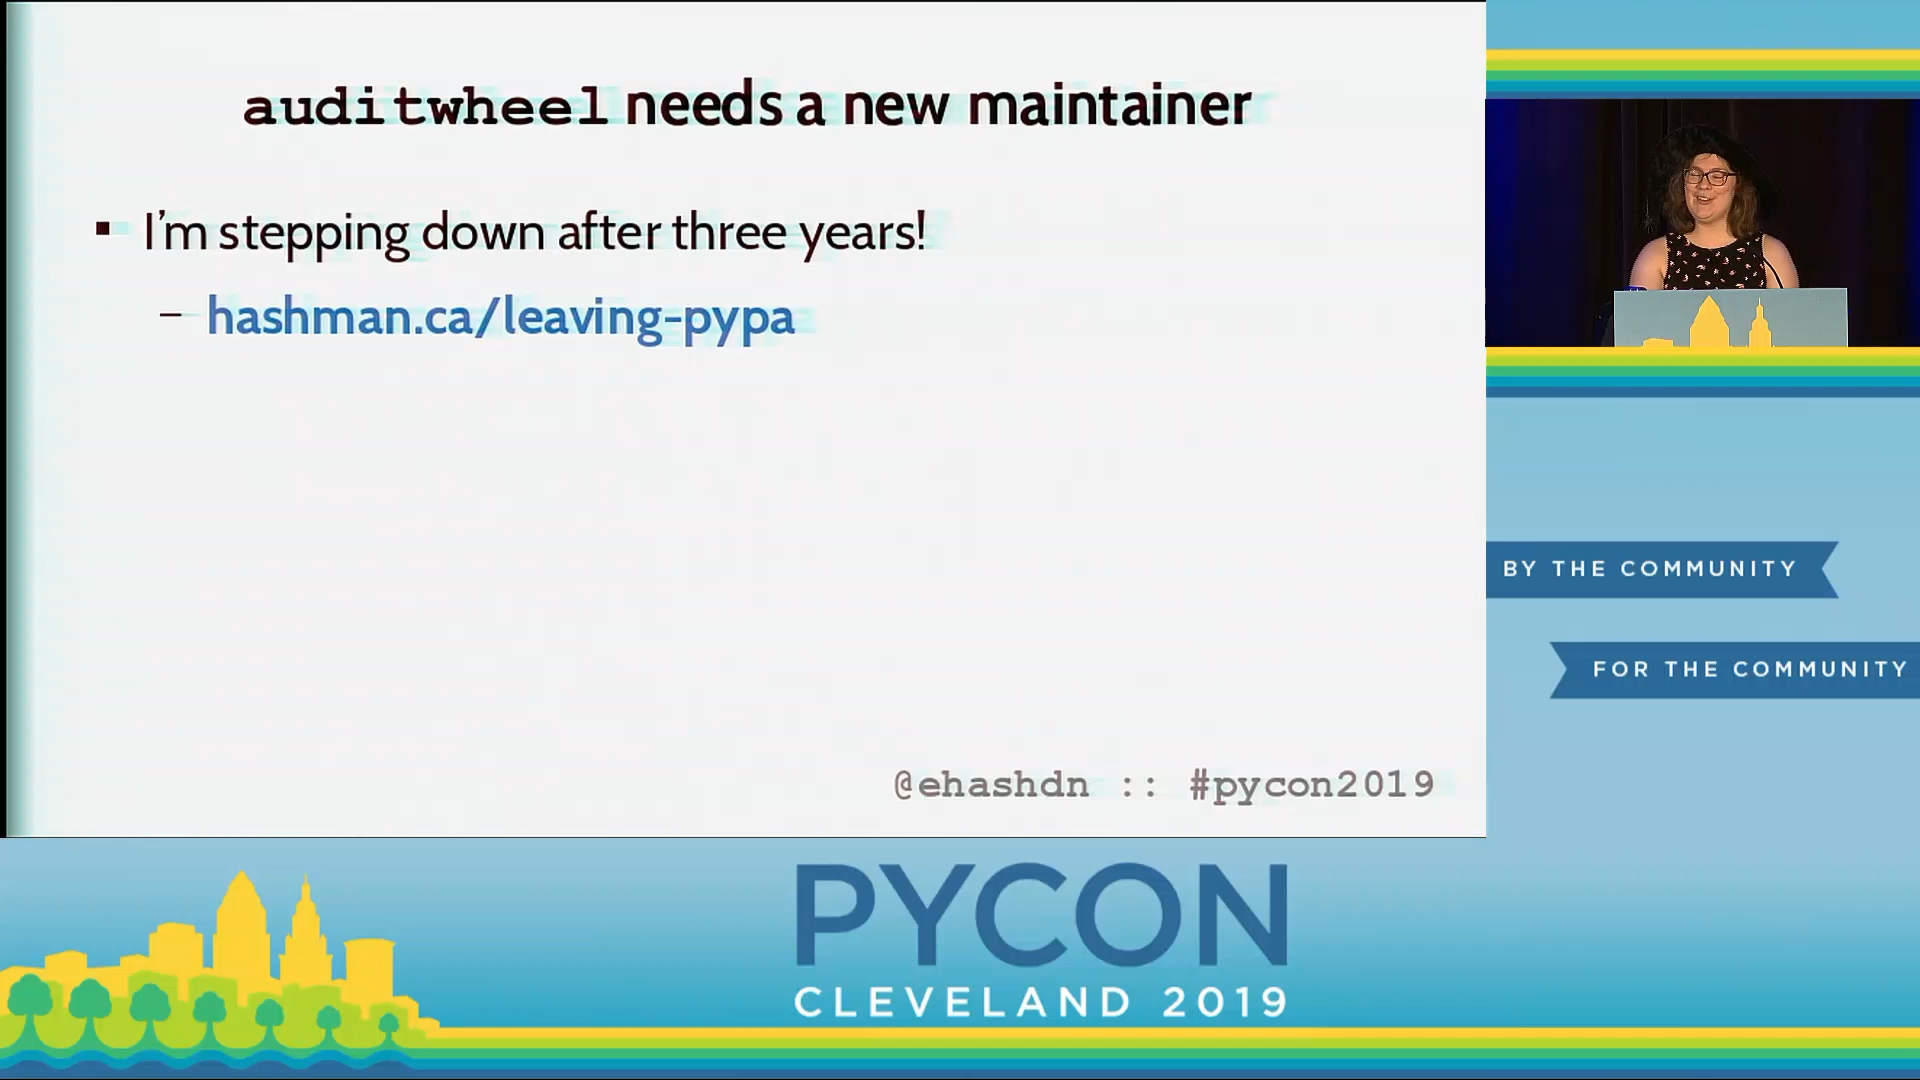 auditwheel needs a new maintainer
▪ I'm stepping down after three years!
– hashman.ca/leaving-pypa
@ehashdn :: #pycon2019
BY THE COMMUNITY
FOR THE COMMUNITY
PYCON
CLEVELAND 2019